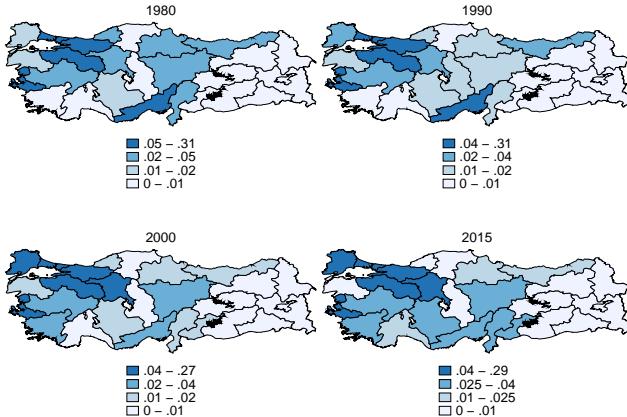 1980
.05 – .31
.02 – .05
.01 – .02
0 – .01
1990
.04 – .31
.02 – .04
.01 – .02
0 – .01
2000
.04 – .27
.02 – .04
.01 – .02
0 – .01
2015
.04 – .29
.025 – .04
.01 – .025
0 – .01